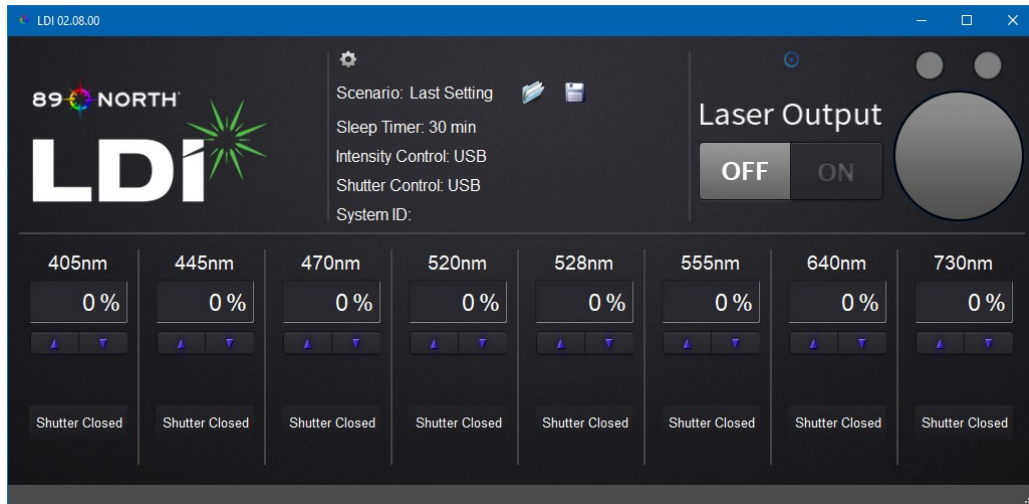 LDI 02.08.00
89 NORTH
LDI
Scenario: Last Setting
Sleep Timer: 30 min
Intensity Control: USB
Shutter Control: USB
System ID:
Laser Output
OFF ON
405nm 445nm 470nm 520nm 528nm 555nm 640nm 730nm
0 % 0 % 0 % 0 % 0 % 0 % 0 % 0 %
Shutter Closed Shutter Closed Shutter Closed Shutter Closed Shutter Closed Shutter Closed Shutter Closed Shutter Closed